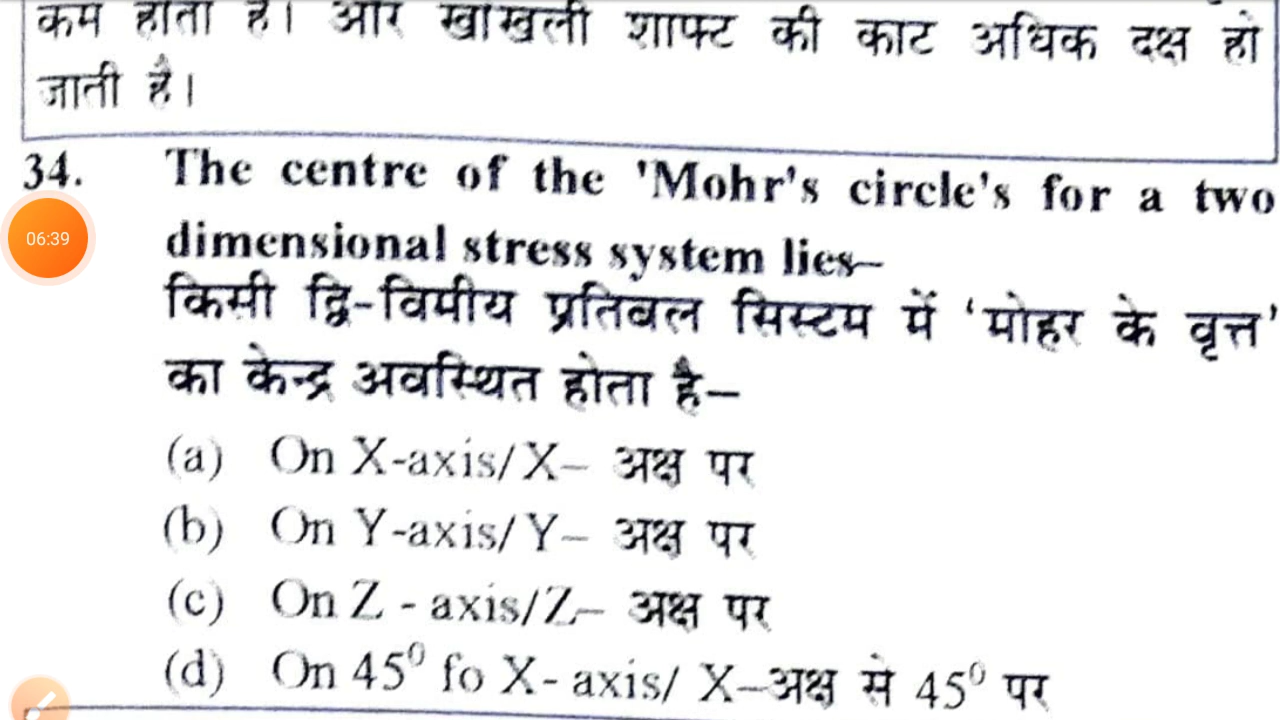 कम होता है। और खोखली शाफ्ट की काट अधिक दक्ष हो
जाती है।
34. The centre of the 'Mohr's circle's for a two
06:39
dimensional stress system lies–
किसी द्वि-विमीय प्रतिबल सिस्टम में ‘मोहर के वृत्त’
का केन्द्र अवस्थित होता है–
(a) On X-axis/X– अक्ष पर
(b) On Y-axis/Y– अक्ष पर
(c) On Z - axis/Z– अक्ष पर
(d) On 45⁰ fo X- axis/ X–अक्ष से 45⁰ पर